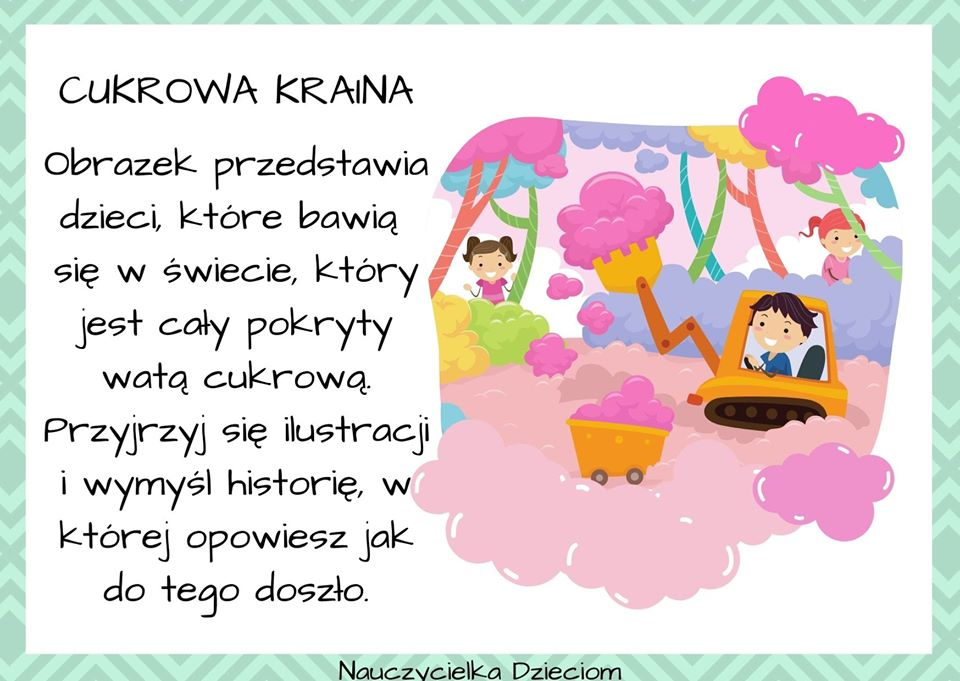 CUKROWA KRAINA
Obrazek przedstawia
dzieci, które bawią
się w świecie, który
jest cały pokryty
watą cukrową.
Przyjrzyj się ilustracji
i wymyśl historię, w
której opowiesz jak
do tego doszło.
Nauczycielka Dzieciom